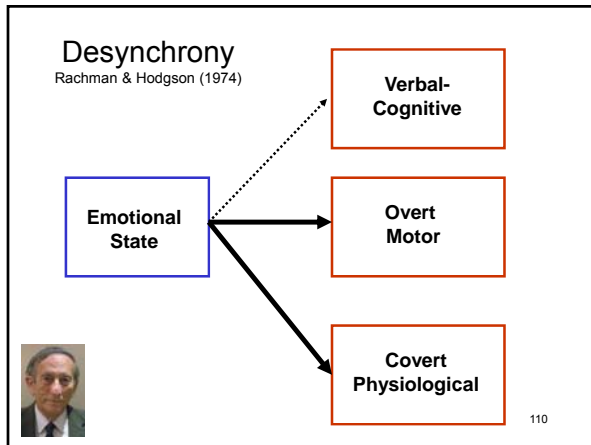 Desynchrony
Rachman & Hodgson (1974)
Verbal-
Cognitive
Emotional
State
Overt
Motor
Covert
Physiological
110